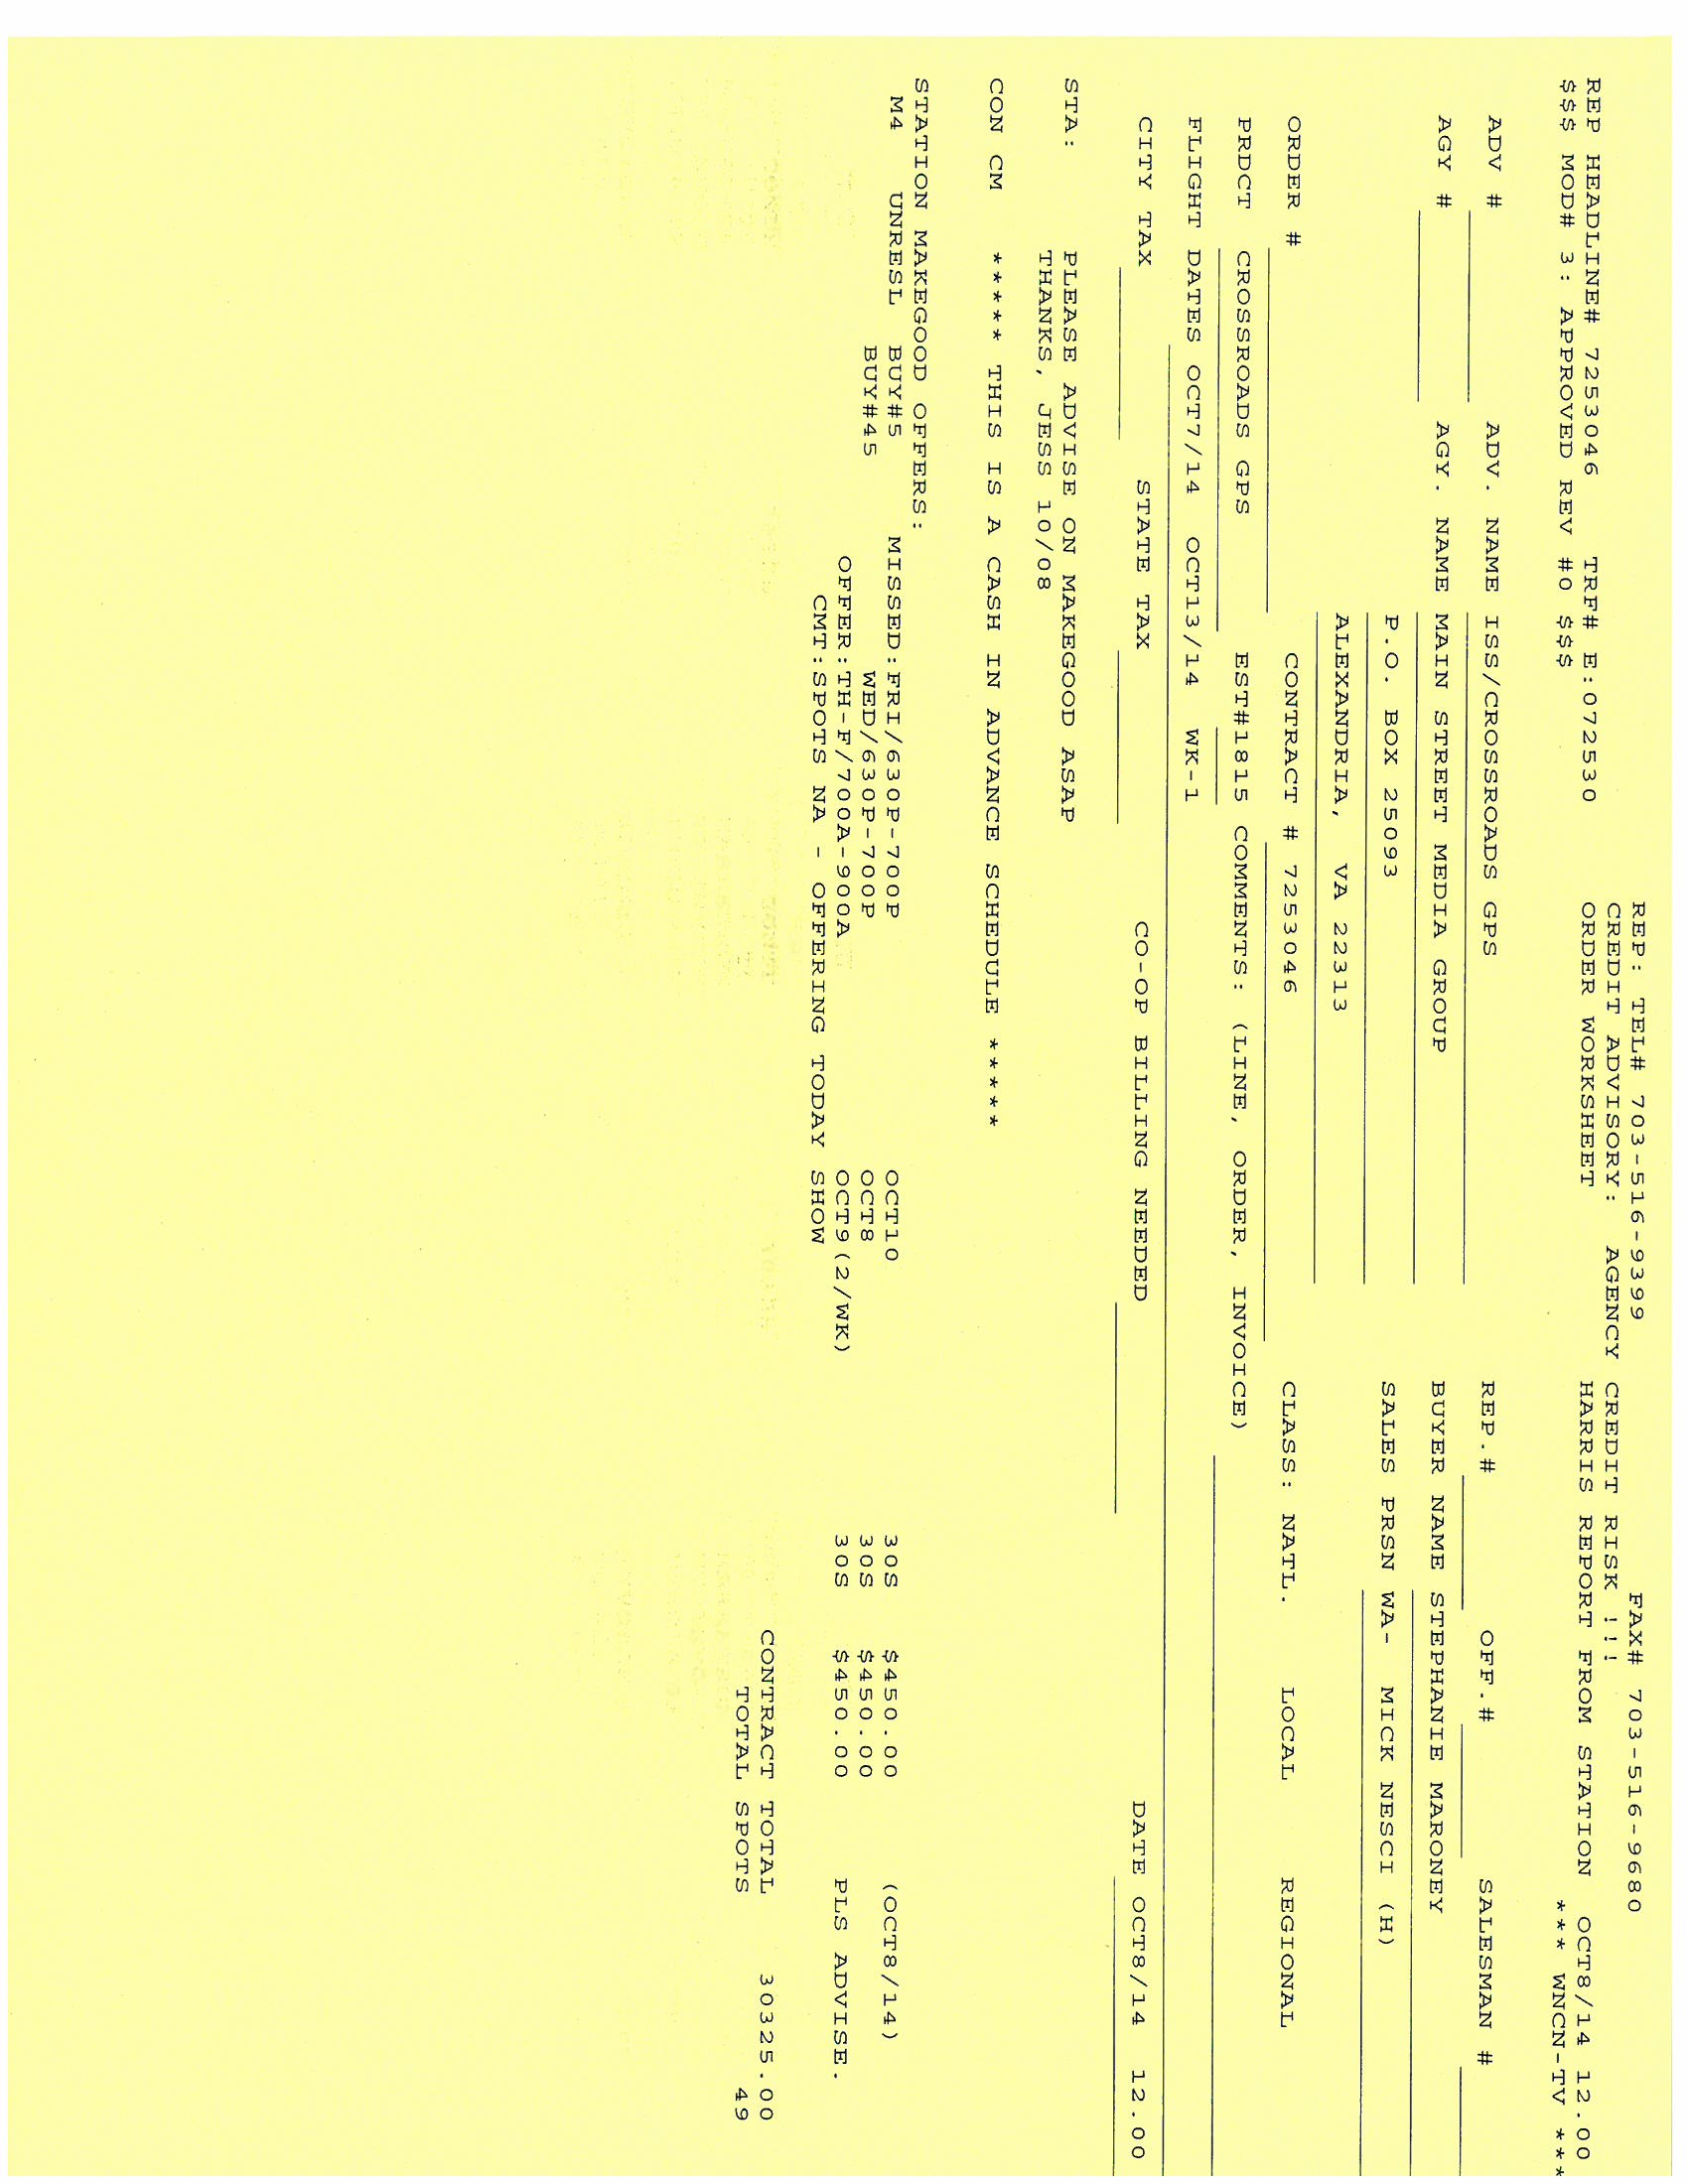 REP: TEL# 703-516-9399 FAX# 703-516-9680
CREDIT ADVISORY: AGENCY CREDIT RISK !!!
ORDER WORKSHEET HARRIS REPORT FROM STATION OCT8/14 12.00
REP HEADLINE# 7253046 TRF# E:072530
$$$ MOD# 3: APPROVED REV #0 $$$ *** WNCN-TV ***
ADV # ADV. NAME ISS/CROSSROADS GPS REP.# OFF.# SALESMAN #
AGY # AGY. NAME MAIN STREET MEDIA GROUP BUYER NAME STEPHANIE MARONEY
P.O. BOX 25093 SALES PRSN WA- MICK NESCI (H)
ALEXANDRIA, VA 22313
ORDER # CONTRACT # 7253046 CLASS: NATL. LOCAL REGIONAL
PRDCT CROSSROADS GPS EST#1815 COMMENTS: (LINE, ORDER, INVOICE)
FLIGHT DATES OCT7/14 OCT13/14 WK-1
CITY TAX STATE TAX CO-OP BILLING NEEDED DATE OCT8/14 12.00
STA: PLEASE ADVISE ON MAKEGOOD ASAP
THANKS, JESS 10/08
CON CM ***** THIS IS A CASH IN ADVANCE SCHEDULE *****
STATION MAKEGOOD OFFERS:
M4 UNRESL BUY#5 MISSED:FRI/630P-700P OCT10 30S $450.00 (OCT8/14)
BUY#45 WED/630P-700P OCT8 30S $450.00
OFFER:TH-F/700A-900A OCT9(2/WK) 30S $450.00 PLS ADVISE.
CMT:SPOTS NA - OFFERING TODAY SHOW
CONTRACT TOTAL 30325.00
TOTAL SPOTS 49